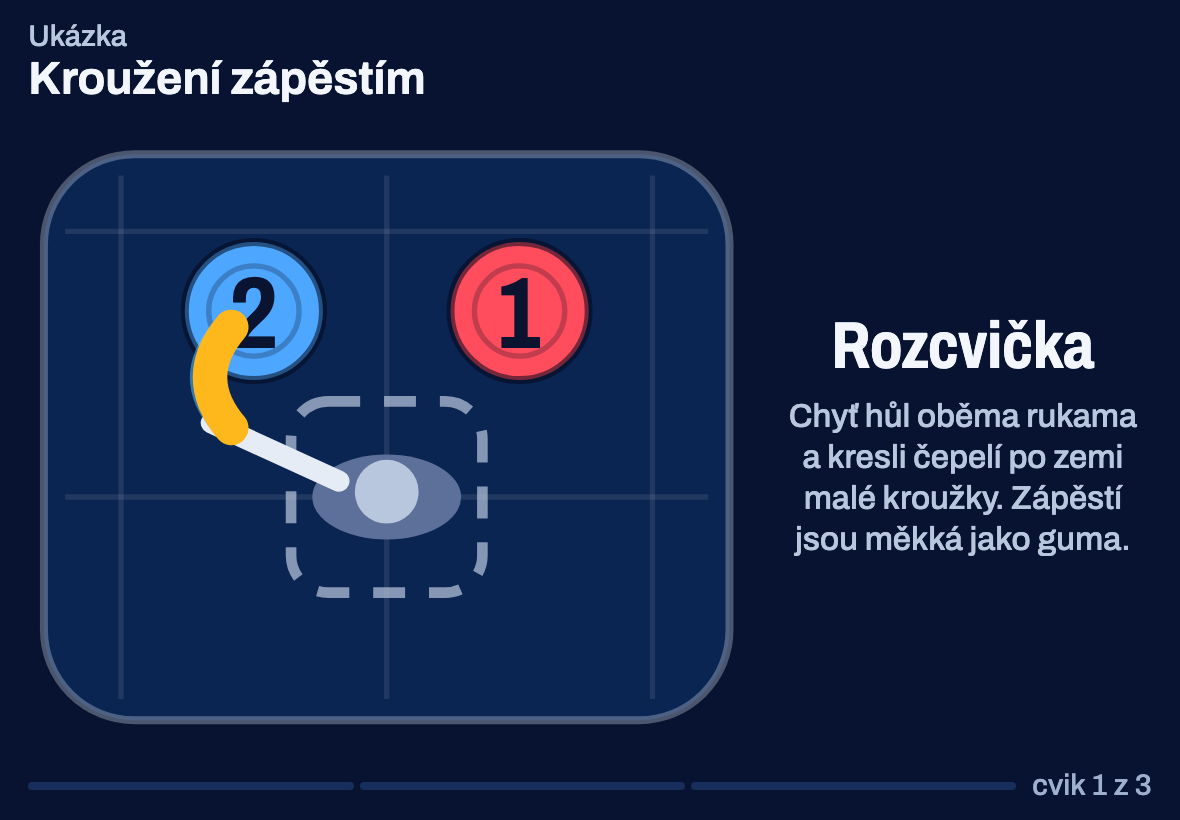 Ukázka
Kroužení zápěstím
2
1
Rozcvička
Chyť hůl oběma rukama
a kresli čepelí po zemi
malé kroužky. Zápěstí
jsou měkká jako guma.
cvik 1 z 3